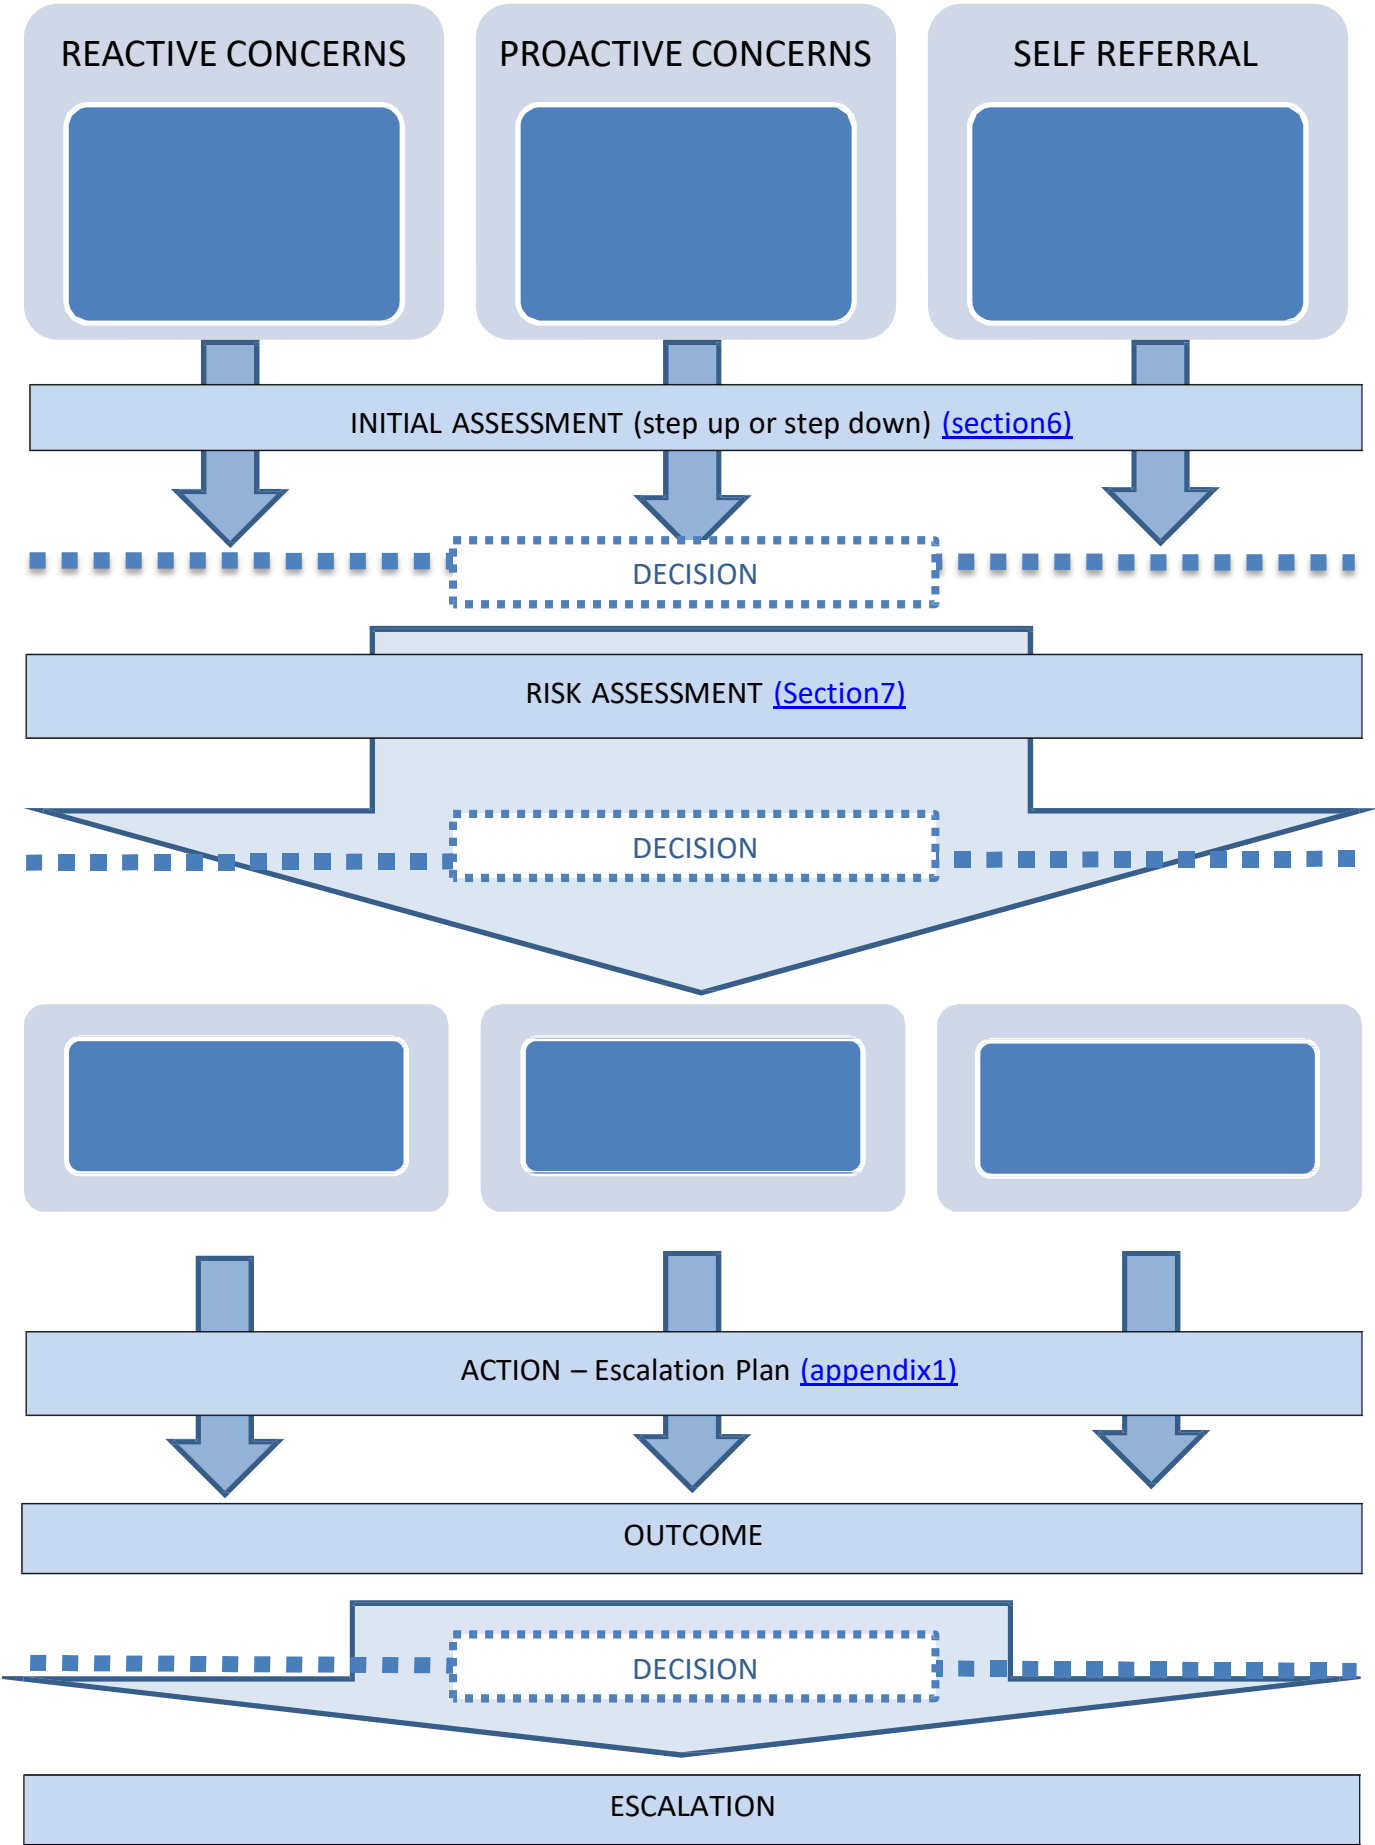 REACTIVE CONCERNS
PROACTIVE CONCERNS
SELF REFERRAL
INITIAL ASSESSMENT (step up or step down) (section6)
DECISION
RISK ASSESSMENT (Section7)
DECISION
ACTION – Escalation Plan (appendix1)
OUTCOME
DECISION
ESCALATION